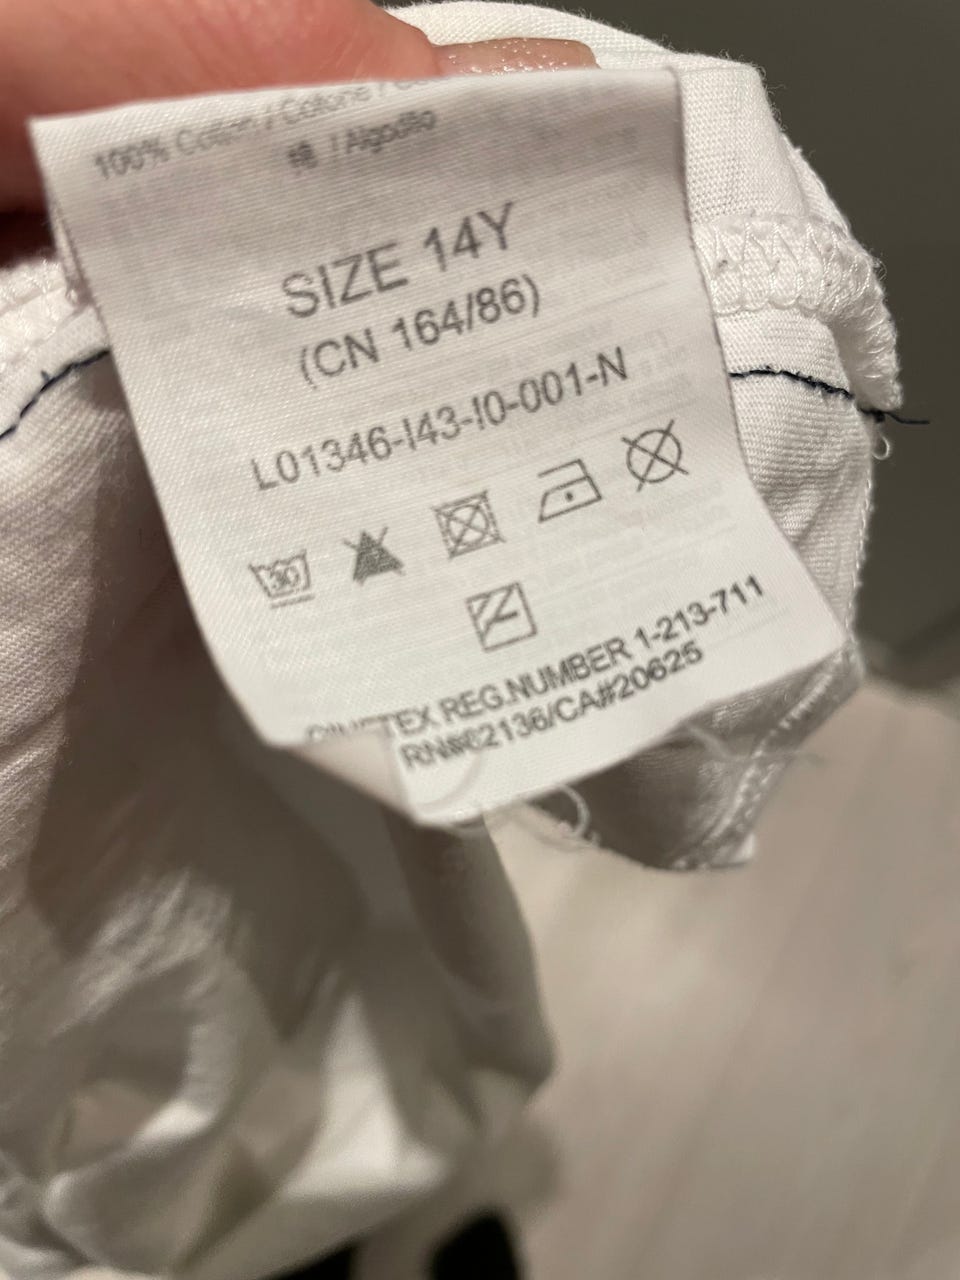 100% Cotton / Cotone /
棉 / Algodão
SIZE 14Y
(CN 164/86)
L01346-I43-I0-001-N
30
GINETEX REG.NUMBER 1-213-711
RN#62136/CA#20625